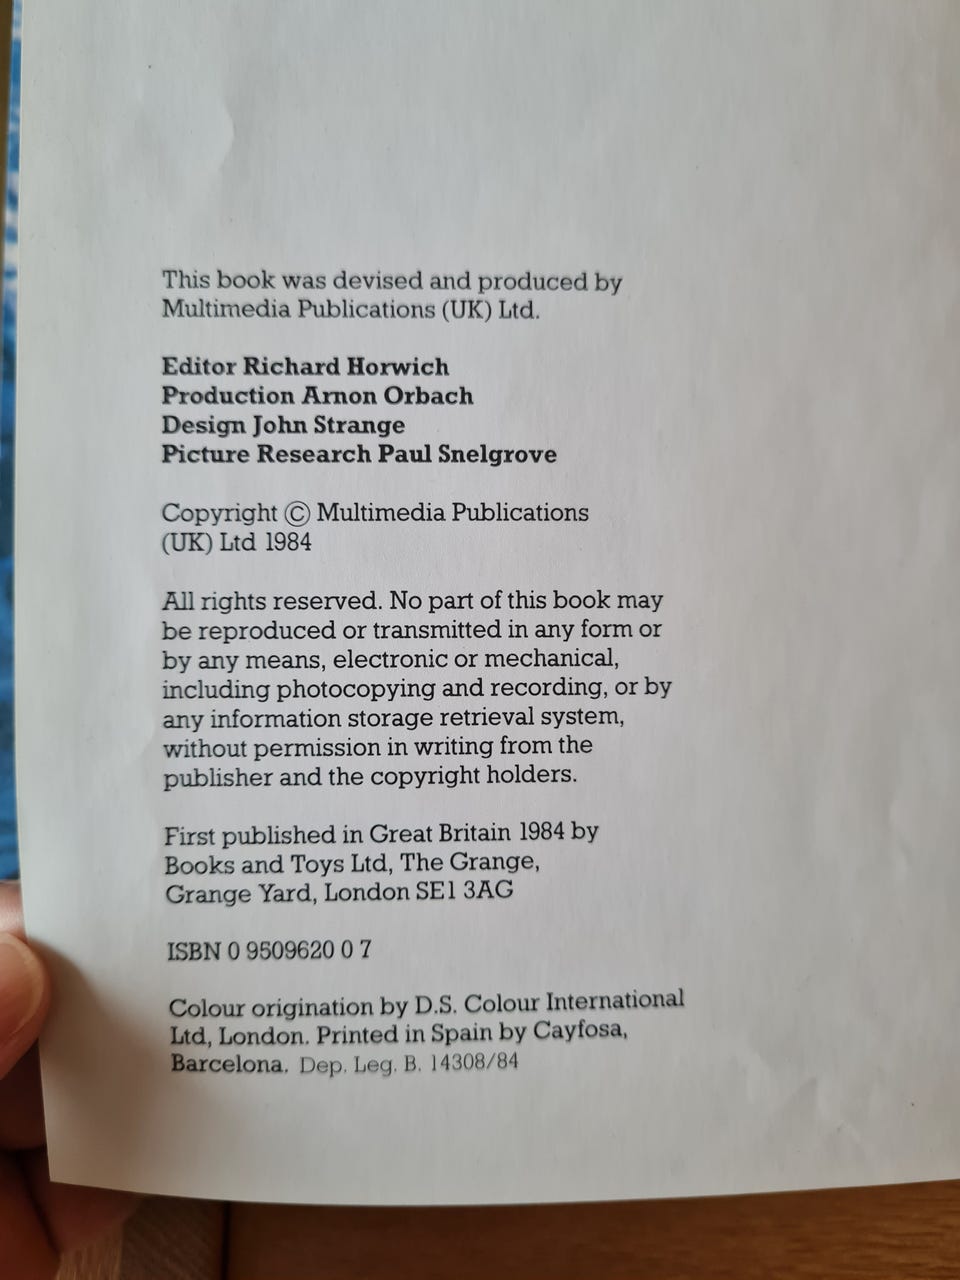 This book was devised and produced by
Multimedia Publications (UK) Ltd.
Editor Richard Horwich
Production Arnon Orbach
Design John Strange
Picture Research Paul Snelgrove
Copyright © Multimedia Publications
(UK) Ltd 1984
All rights reserved. No part of this book may
be reproduced or transmitted in any form or
by any means, electronic or mechanical,
including photocopying and recording, or by
any information storage retrieval system,
without permission in writing from the
publisher and the copyright holders.
First published in Great Britain 1984 by
Books and Toys Ltd, The Grange,
Grange Yard, London SE1 3AG
ISBN 0 9509620 0 7
Colour origination by D.S. Colour International
Ltd, London. Printed in Spain by Cayfosa,
Barcelona. Dep. Leg. B. 14308/84